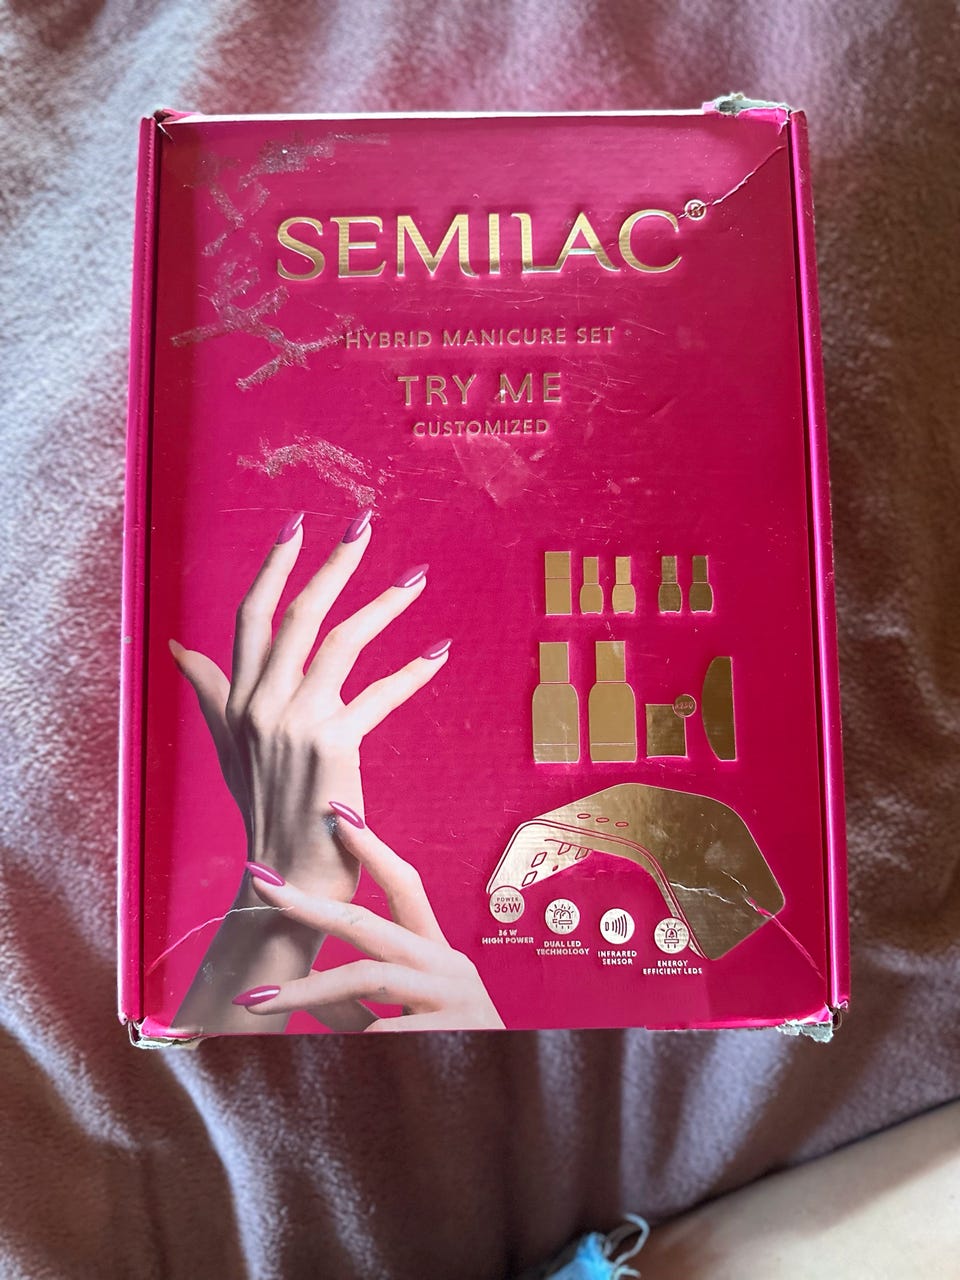 SEMILAC®
HYBRID MANICURE SET
TRY ME
CUSTOMIZED
POWER
36W
36 W
HIGH POWER
DUAL LED
TECHNOLOGY
INFRARED
SENSOR
ENERGY
EFFICIENT LEDS